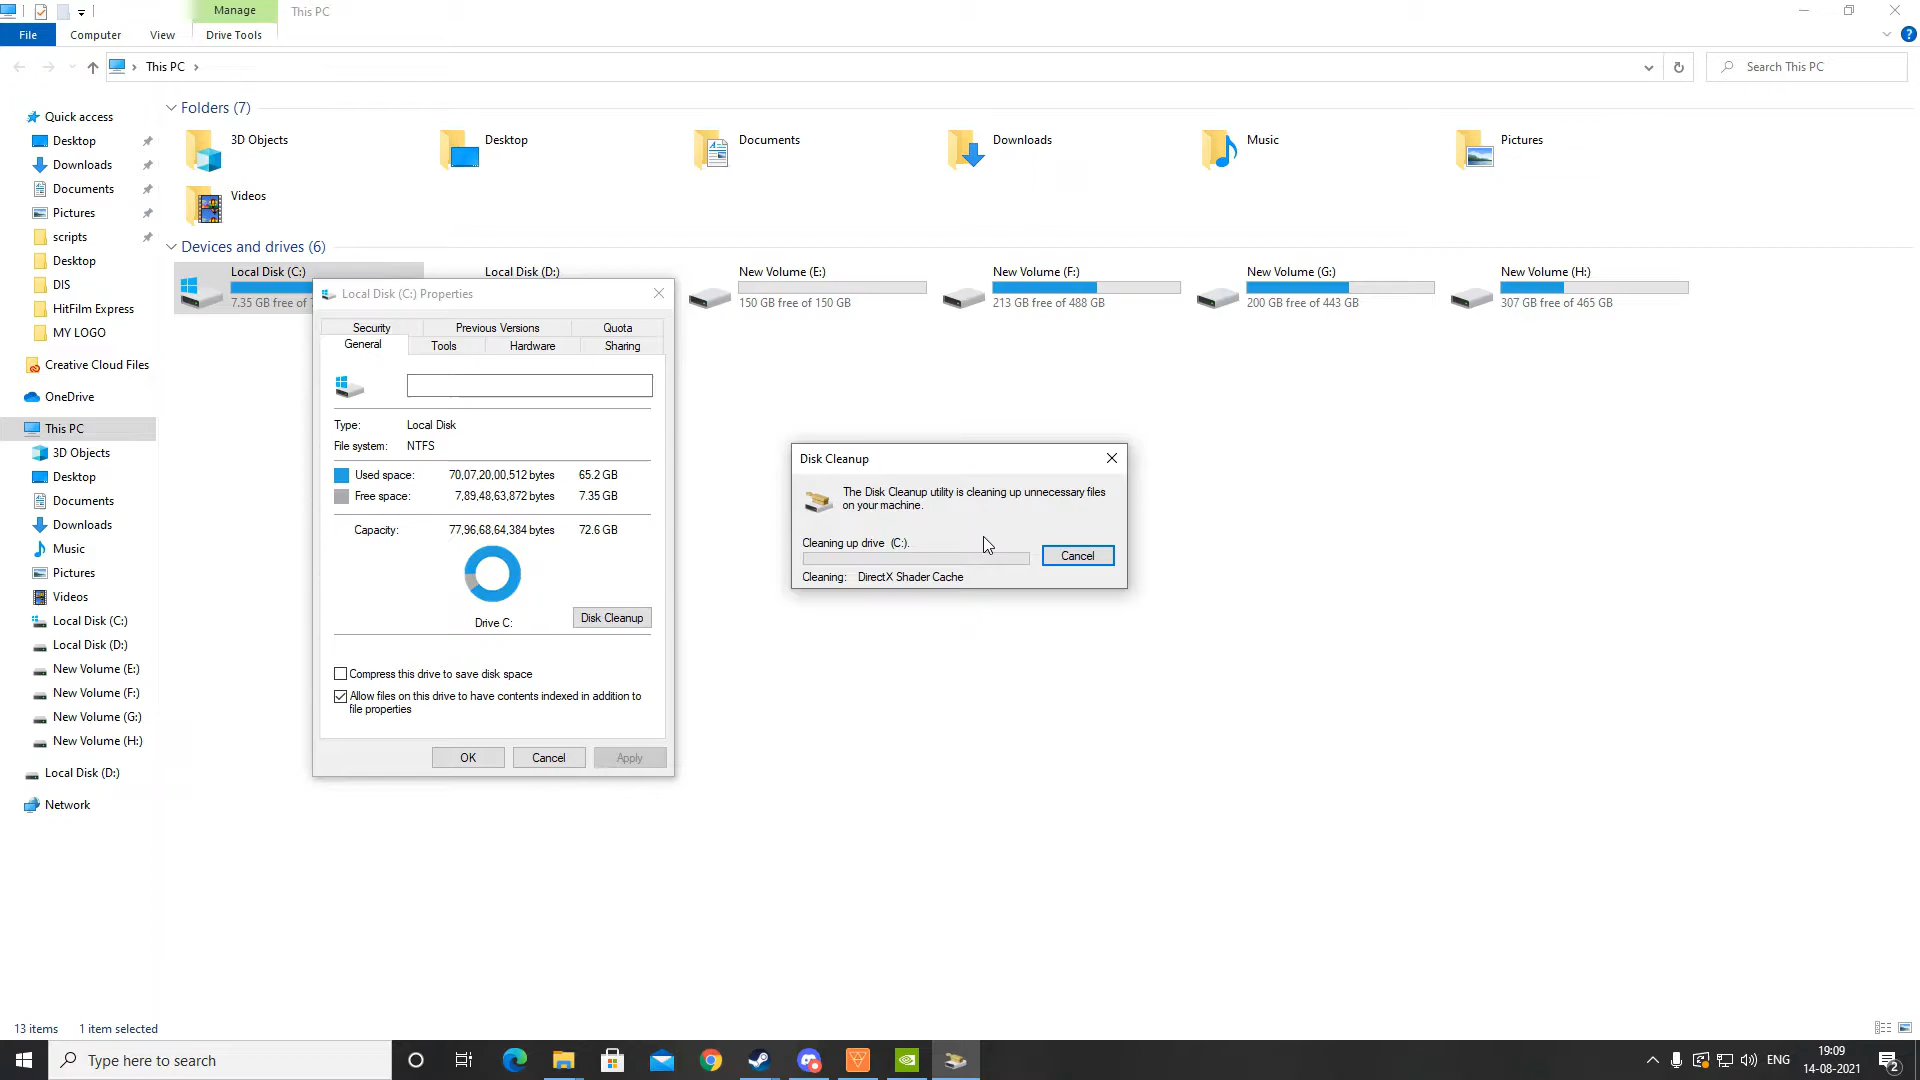 Manage
This PC
File
Computer
View
Drive Tools
This PC
Search This PC
Quick access
Desktop
Downloads
Documents
Pictures
scripts
Desktop
DIS
HitFilm Express
MY LOGO
Creative Cloud Files
OneDrive
This PC
3D Objects
Desktop
Documents
Downloads
Music
Pictures
Videos
Local Disk (C:)
Local Disk (D:)
New Volume (E:)
New Volume (F:)
New Volume (G:)
New Volume (H:)
Local Disk (D:)
Network
Folders (7)
3D Objects
Desktop
Documents
Downloads
Music
Pictures
Videos
Devices and drives (6)
Local Disk (C:)
7.35 GB free of
Local Disk (D:)
New Volume (E:)
150 GB free of 150 GB
New Volume (F:)
213 GB free of 488 GB
New Volume (G:)
200 GB free of 443 GB
New Volume (H:)
307 GB free of 465 GB
Local Disk (C:) Properties
Security
Previous Versions
Quota
General
Tools
Hardware
Sharing
Type: Local Disk
File system: NTFS
Used space: 70,07,20,00,512 bytes 65.2 GB
Free space: 7,89,48,63,872 bytes 7.35 GB
Capacity: 77,96,68,64,384 bytes 72.6 GB
Drive C:
Disk Cleanup
Compress this drive to save disk space
Allow files on this drive to have contents indexed in addition to
file properties
OK
Cancel
Apply
Disk Cleanup
The Disk Cleanup utility is cleaning up unnecessary files
on your machine.
Cleaning up drive (C:).
Cancel
Cleaning: DirectX Shader Cache
13 items
1 item selected
Type here to search
ENG
19:09
14-08-2021
2